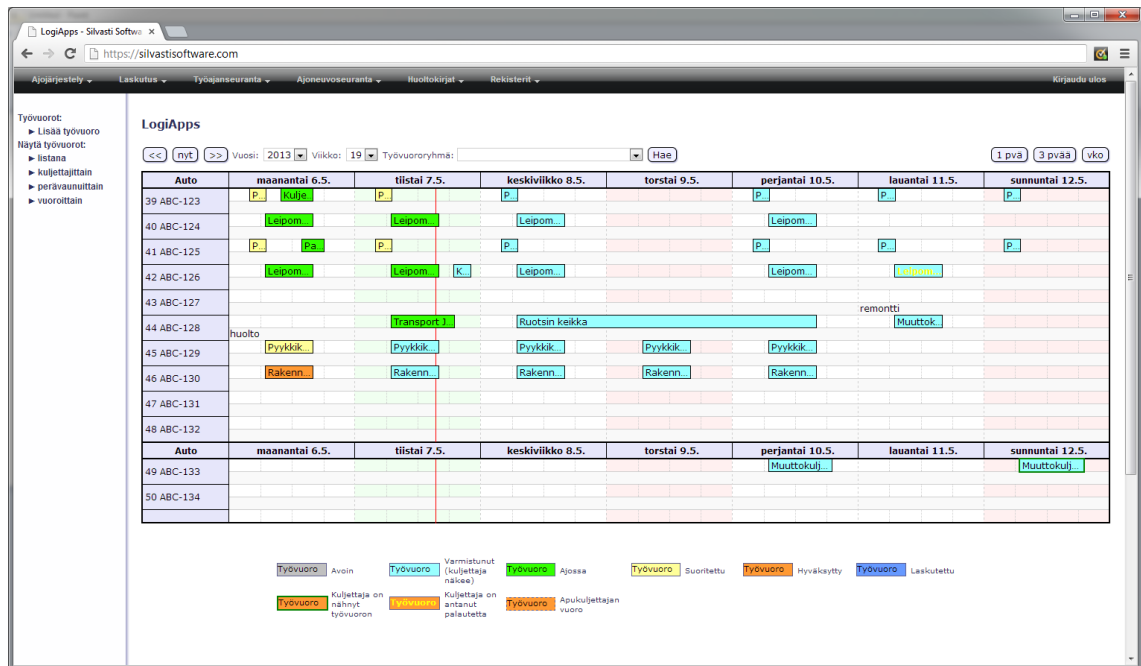 LogiApps - Silvasti Softwa
https://silvastisoftware.com
Ajojärjestely Laskutus Työajanseuranta Ajoneuvoseuranta Huoltokirjat Rekisterit Kirjaudu ulos
Työvuorot:
Lisää työvuoro
Näytä työvuorot:
listana
kuljettajittain
perävaunuittain
vuoroittain
LogiApps
<< nyt >> Vuosi: 2013 Viikko: 19 Työvuororyhmä: Hae 1 pvä 3 pvää vko
Auto maanantai 6.5. tiistai 7.5. keskiviikko 8.5. torstai 9.5. perjantai 10.5. lauantai 11.5. sunnuntai 12.5.
39 ABC-123 P... Kulje... P... P... P... P... P...
40 ABC-124 Leipom... Leipom... Leipom... Leipom...
41 ABC-125 P... Pa... P... P... P... P... P...
42 ABC-126 Leipom... Leipom... K... Leipom... Leipom... Leipom...
43 ABC-127
remontti
44 ABC-128 Transport J... Ruotsin keikka Muuttok...
huolto
45 ABC-129 Pyykkik... Pyykkik... Pyykkik... Pyykkik... Pyykkik...
46 ABC-130 Rakenn... Rakenn... Rakenn... Rakenn... Rakenn...
47 ABC-131
48 ABC-132
Auto maanantai 6.5. tiistai 7.5. keskiviikko 8.5. torstai 9.5. perjantai 10.5. lauantai 11.5. sunnuntai 12.5.
49 ABC-133 Muuttokulj... Muuttokulj...
50 ABC-134
Työvuoro Avoin
Työvuoro Varmistunut
(kuljettaja
näkee)
Työvuoro Ajossa
Työvuoro Suoritettu
Työvuoro Hyväksytty
Työvuoro Laskutettu
Työvuoro Kuljettaja on
nähnyt
työvuoron
Työvuoro Kuljettaja on
antanut
palautetta
Työvuoro Apukuljettajan
vuoro